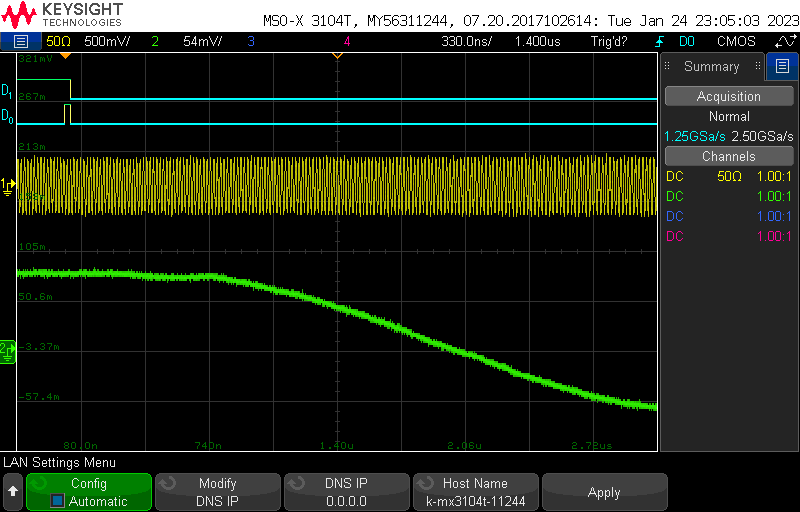 KEYSIGHT
TECHNOLOGIES
MSO-X 3104T, MY56311244, 07.20.2017102614: Tue Jan 24 23:05:03 2023
50Ω 500mV/ 2 54mV/ 3 4 330.0ns/ 1.400us Trig'd? D0 CMOS
321mV
D1
267m
D0
213m
1
105m
50.6m
2
-3.37m
-57.4m
80.0n 740n 1.40u 2.06u 2.72us
Summary
Acquisition
Normal
1.25GSa/s 2.50GSa/s
Channels
DC 50Ω 1.00:1
DC 1.00:1
DC 1.00:1
DC 1.00:1
LAN Settings Menu
Config
Automatic
Modify
DNS IP
DNS IP
0.0.0.0
Host Name
k-mx3104t-11244
Apply